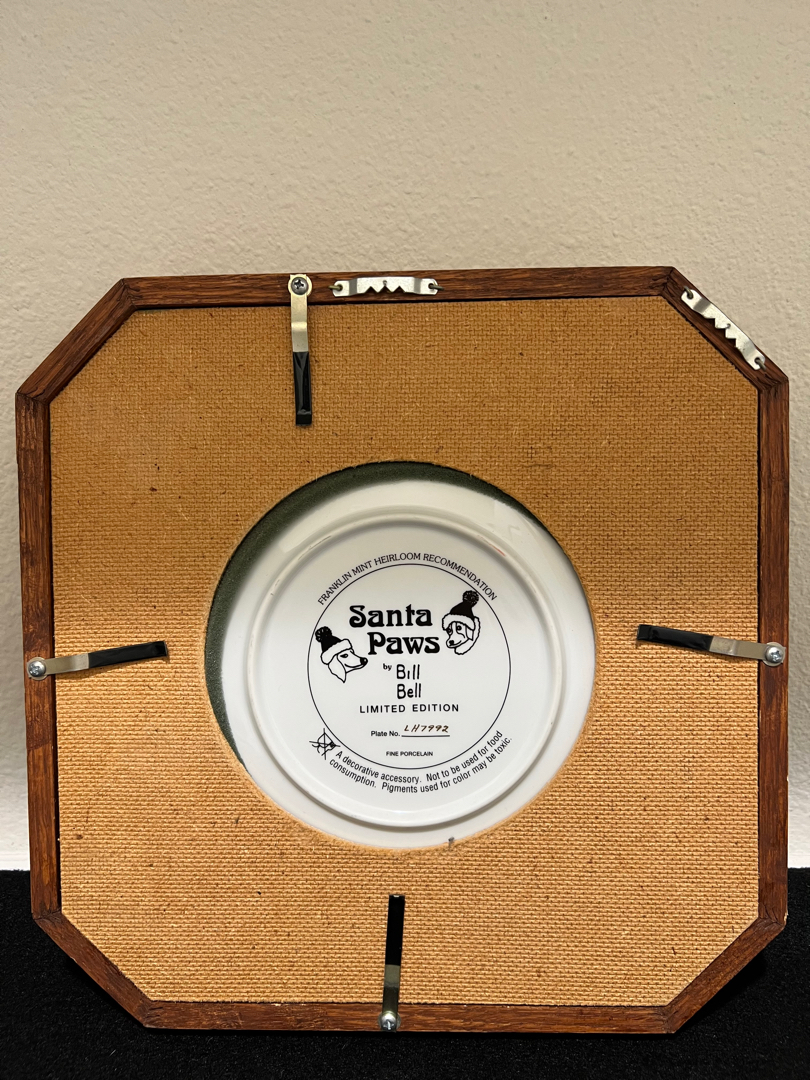 FRANKLIN MINT HEIRLOOM RECOMMENDATION
Santa
Paws
by Bill
Bell
LIMITED EDITION
Plate No. LH7992
FINE PORCELAIN
A decorative accessory. Not to be used for food
consumption. Pigments used for color may be toxic.